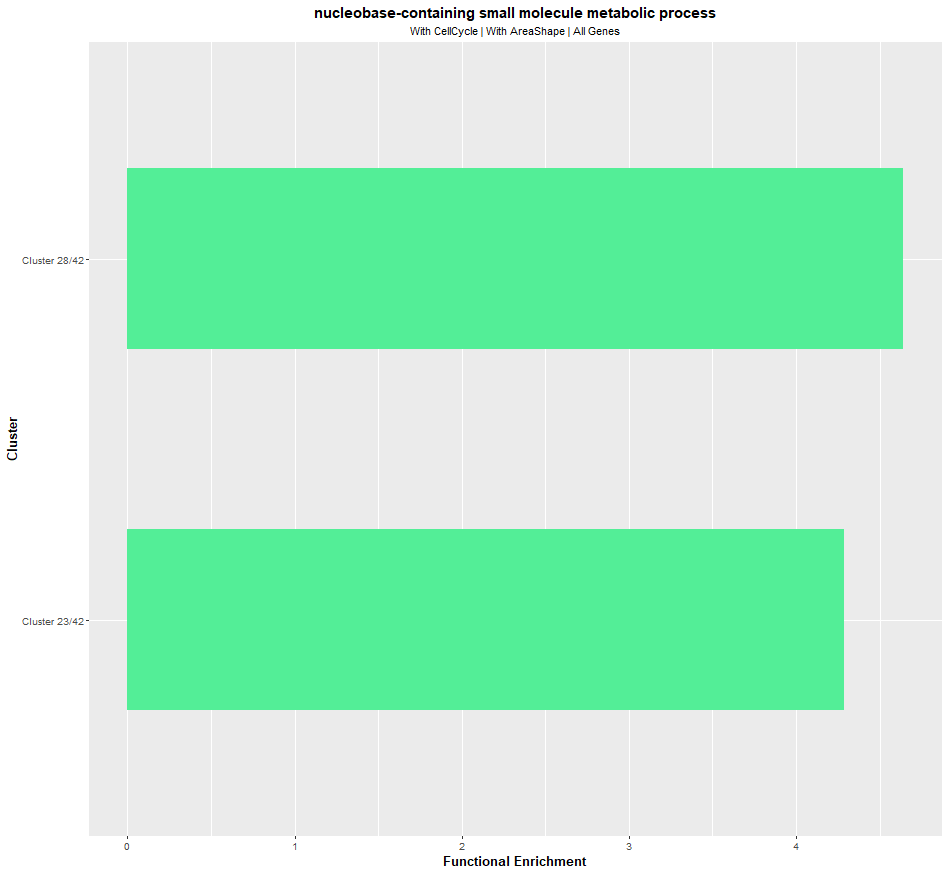 nucleobase-containing small molecule metabolic process
With CellCycle | With AreaShape | All Genes
Cluster
Cluster 28/42
Cluster 23/42
0 1 2 3 4
Functional Enrichment